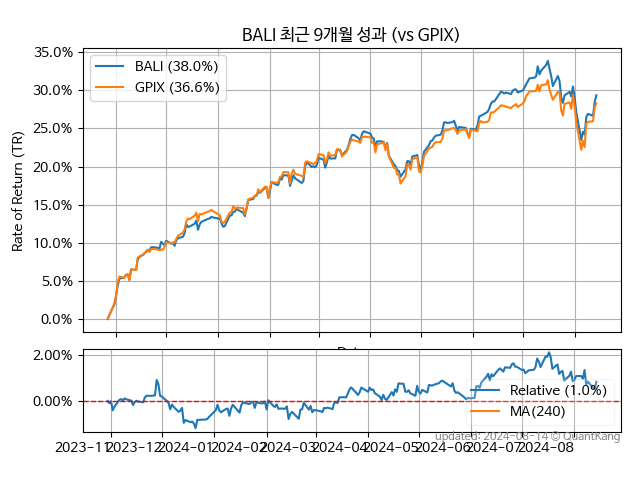 BALI 최근 9개월 성과 (vs GPIX)
35.0%
30.0%
25.0%
20.0%
15.0%
10.0%
5.0%
0.0%
Rate of Return (TR)
BALI (38.0%)
GPIX (36.6%)
2.00%
0.00%
Relative (1.0%)
MA(240)
updated: 2024-08-14 © QuantKang
2023-11 2023-12 2024-01 2024-02 2024-03 2024-04 2024-05 2024-06 2024-07 2024-08